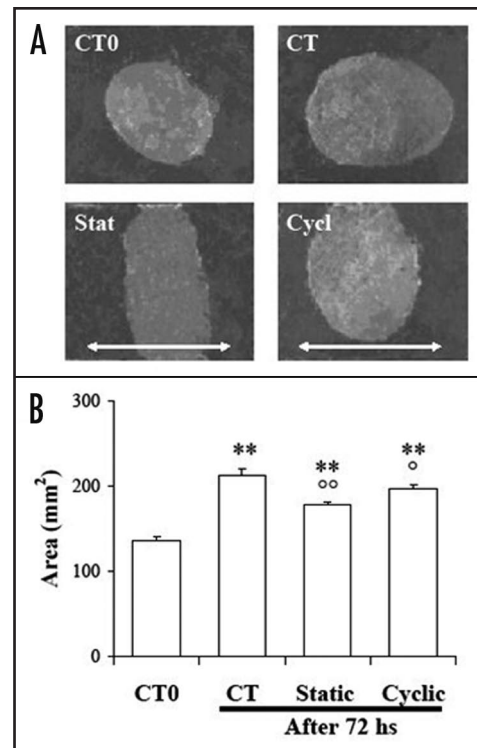 A
CT0
CT
Stat
Cycl
B
300
200
100
0
Area (mm²)
**
**
°°
**
°
CT0
CT
Static
Cyclic
After 72 hs